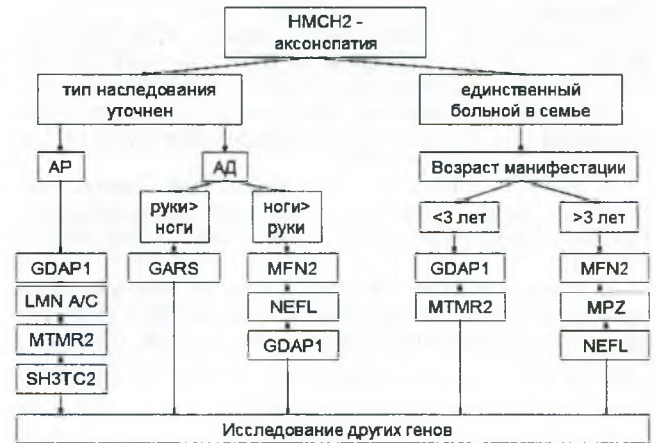 НМСН2 -
аксонопатия
тип наследования
уточнен
единственный
больной в семье
АР
АД
Возраст манифестации
руки>
ноги
ноги>
руки
<3 лет
>3 лет
GDAP1
GARS
MFN2
GDAP1
MFN2
LMN A/C
NEFL
MTMR2
MPZ
MTMR2
GDAP1
NEFL
SH3TC2
Исследование других генов